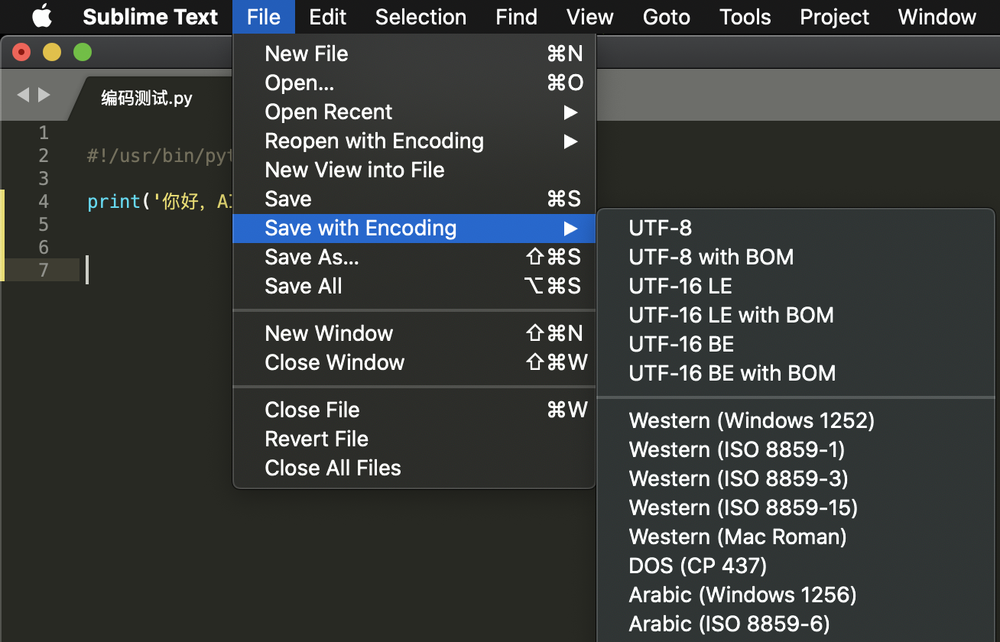 Sublime Text File Edit Selection Find View Goto Tools Project Window
编码测试.py
1
2 #!/usr/bin/pyt
3
4 print('你好，AI
5
6
7
New File ⌘N
Open... ⌘O
Open Recent ▶
Reopen with Encoding ▶
New View into File
Save ⌘S
Save with Encoding ▶
Save As... ⇧⌘S
Save All ⌥⌘S
New Window ⇧⌘N
Close Window ⇧⌘W
Close File ⌘W
Revert File
Close All Files
UTF-8
UTF-8 with BOM
UTF-16 LE
UTF-16 LE with BOM
UTF-16 BE
UTF-16 BE with BOM
Western (Windows 1252)
Western (ISO 8859-1)
Western (ISO 8859-3)
Western (ISO 8859-15)
Western (Mac Roman)
DOS (CP 437)
Arabic (Windows 1256)
Arabic (ISO 8859-6)